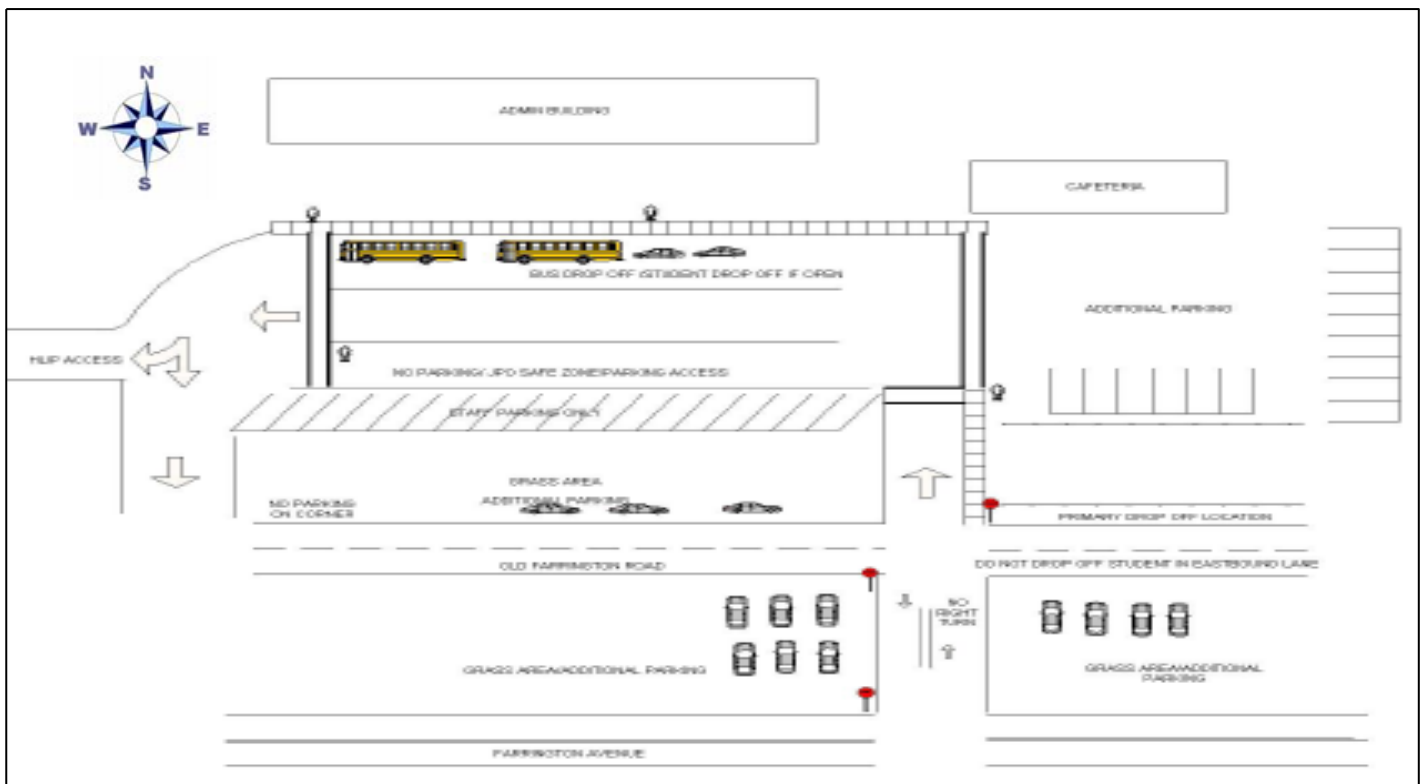 N
W E
S
ADMIN BUILDING
CAFETERIA
BUS DROP OFF /STUDENT DROP OFF IF OPEN
ADDITIONAL PARKING
HLIP ACCESS
NO PARKING/ JPO SAFE ZONE/PARKING ACCESS
STAFF PARKING ONLY
GRASS AREA
ADDITIONAL PARKING
NO PARKING
ON CORNER
PRIMARY DROP OFF LOCATION
OLD FARRINGTON ROAD
DO NOT DROP OFF STUDENT IN EASTBOUND LANE
NO
RIGHT
TURN
GRASS AREA/ADDITIONAL PARKING
GRASS AREA/ADDITIONAL
PARKING
FARRINGTON AVENUE